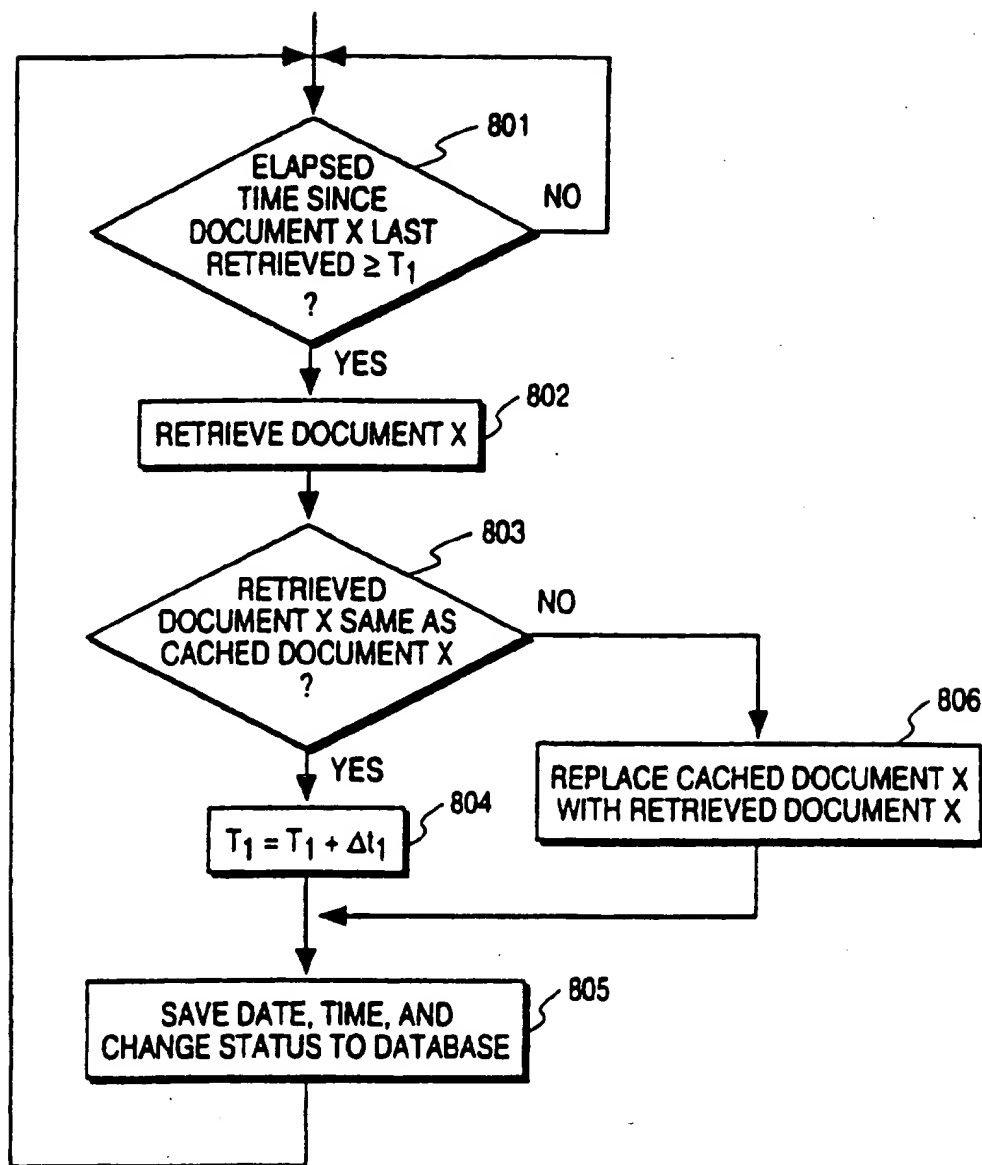 801
ELAPSED
TIME SINCE
DOCUMENT X LAST
RETRIEVED ≥ T₁
?
NO
YES
802
RETRIEVE DOCUMENT X
803
RETRIEVED
DOCUMENT X SAME AS
CACHED DOCUMENT X
?
NO
YES
804
T₁ = T₁ + Δt₁
806
REPLACE CACHED DOCUMENT X
WITH RETRIEVED DOCUMENT X
805
SAVE DATE, TIME, AND
CHANGE STATUS TO DATABASE